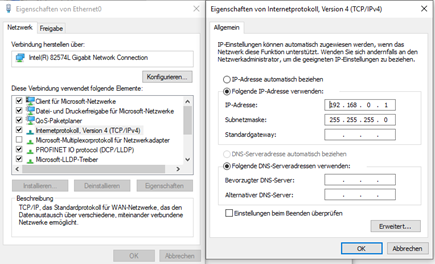 Eigenschaften von Ethernet0
Netzwerk Freigabe
Verbindung herstellen über:
Intel(R) 82574L Gigabit Network Connection
Konfigurieren...
Diese Verbindung verwendet folgende Elemente:
Client für Microsoft-Netzwerke
Datei- und Druckerfreigabe für Microsoft-Netzwerke
QoS-Paketplaner
Internetprotokoll, Version 4 (TCP/IPv4)
Microsoft-Multiplexorprotokoll für Netzwerkadapter
PROFINET IO protocol (DCP/LLDP)
Microsoft-LLDP-Treiber
Installieren... Deinstallieren Eigenschaften
Beschreibung
TCP/IP, das Standardprotokoll für WAN-Netzwerke, das den
Datenaustausch über verschiedene, miteinander verbundene
Netzwerke ermöglicht.
OK Abbrechen
Eigenschaften von Internetprotokoll, Version 4 (TCP/IPv4)
Allgemein
IP-Einstellungen können automatisch zugewiesen werden, wenn das
Netzwerk diese Funktion unterstützt. Wenden Sie sich andernfalls an den
Netzwerkadministrator, um die geeigneten IP-Einstellungen zu beziehen.
IP-Adresse automatisch beziehen
Folgende IP-Adresse verwenden:
IP-Adresse: 192 . 168 . 0 . 1
Subnetzmaske: 255 . 255 . 255 . 0
Standardgateway: . . .
DNS-Serveradresse automatisch beziehen
Folgende DNS-Serveradressen verwenden:
Bevorzugter DNS-Server: . . .
Alternativer DNS-Server: . . .
Einstellungen beim Beenden überprüfen
Erweitert...
OK Abbrechen